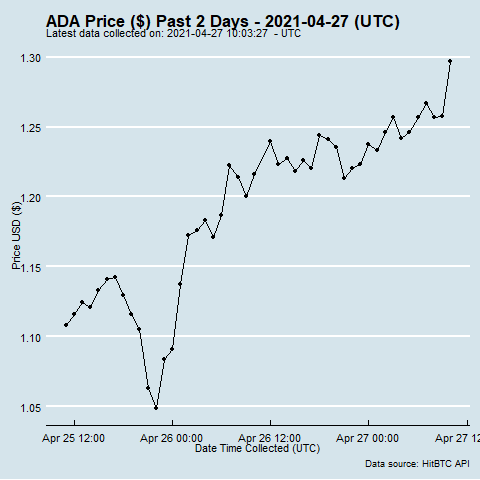 ADA Price ($) Past 2 Days - 2021-04-27 (UTC)
Latest data collected on: 2021-04-27 10:03:27 - UTC
1.30
1.25
1.20
1.15
1.10
1.05
Price USD ($)
Apr 25 12:00 Apr 26 00:00 Apr 26 12:00 Apr 27 00:00 Apr 27 12
Date Time Collected (UTC)
Data source: HitBTC API